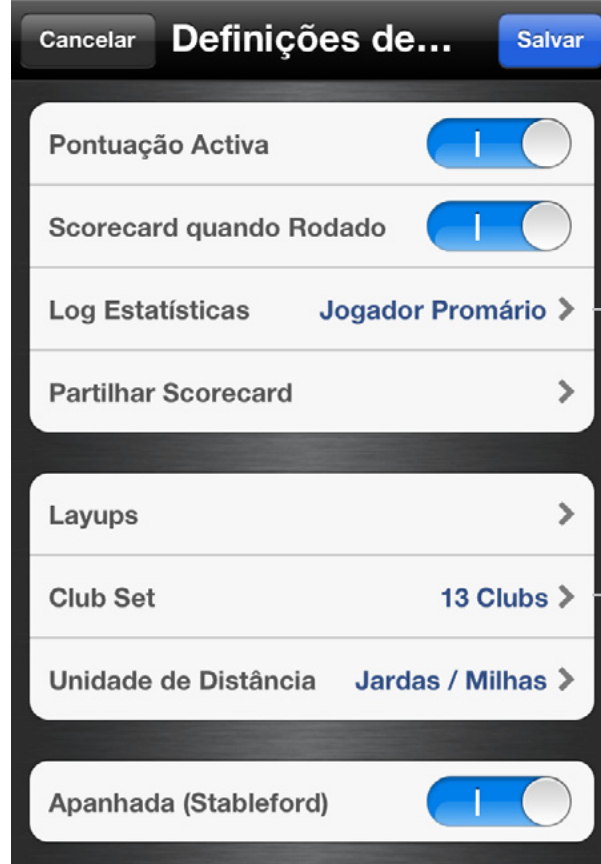 Cancelar Definições de... Salvar
Pontuação Activa
Scorecard quando Rodado
Log Estatísticas Jogador Promário
Partilhar Scorecard
Layups
Club Set 13 Clubs
Unidade de Distância Jardas / Milhas
Apanhada (Stableford)